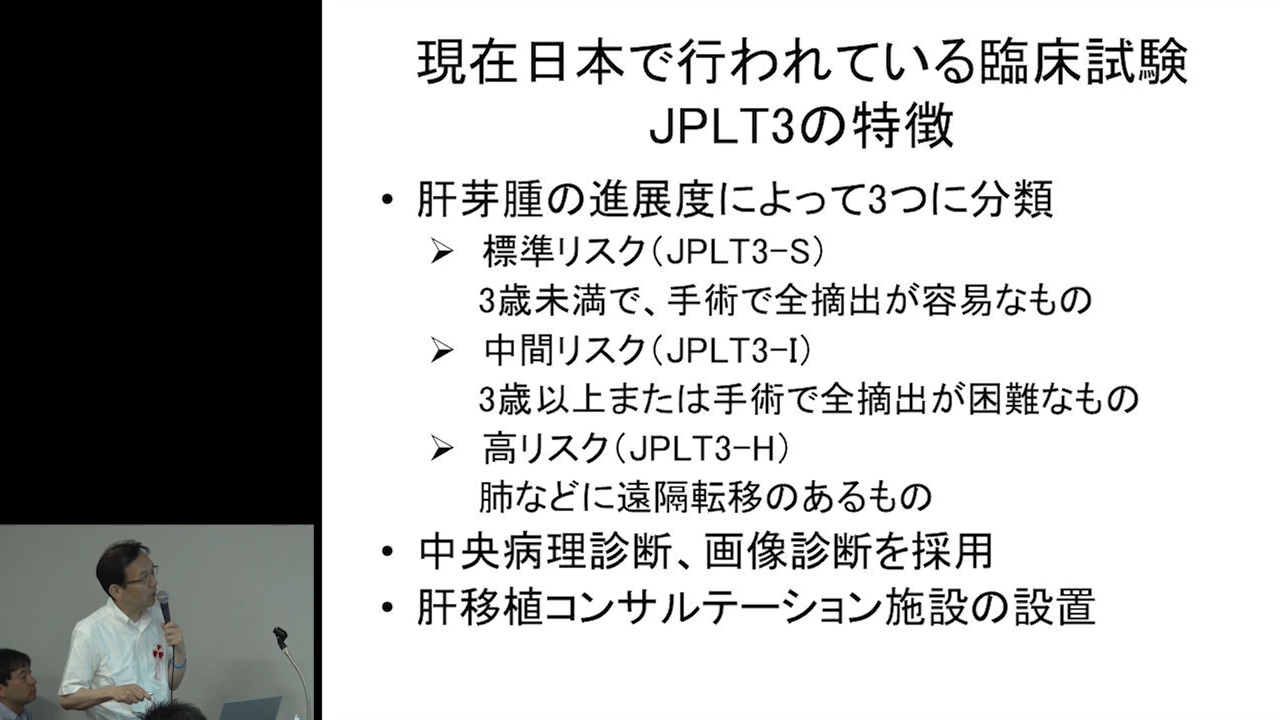 現在日本で行われている臨床試験
JPLT3の特徴
• 肝芽腫の進展度によって3つに分類
➢ 標準リスク(JPLT3-S)
3歳未満で、手術で全摘出が容易なもの
➢ 中間リスク(JPLT3-I)
3歳以上または手術で全摘出が困難なもの
➢ 高リスク(JPLT3-H)
肺などに遠隔転移のあるもの
• 中央病理診断、画像診断を採用
• 肝移植コンサルテーション施設の設置